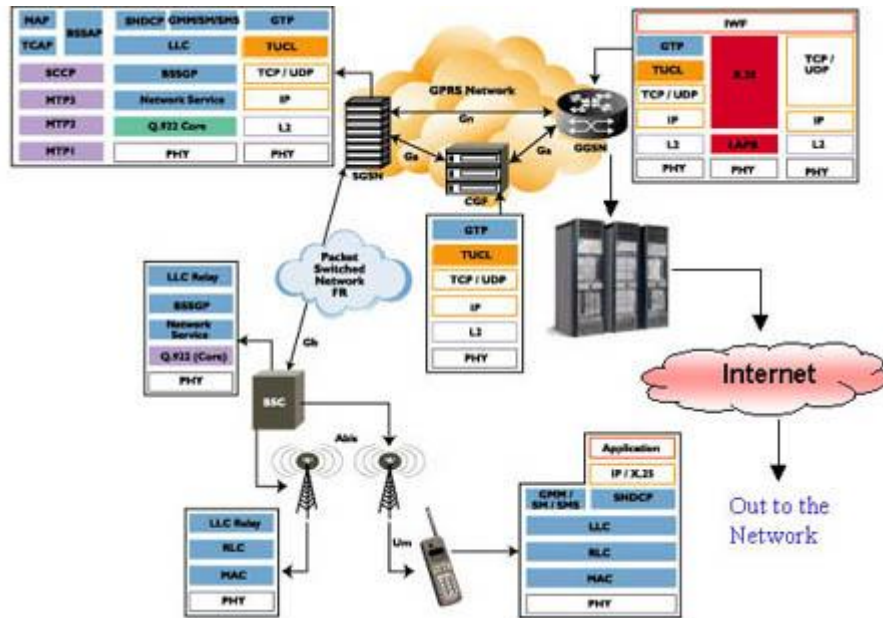 MAP
BSSAP
SNDCP
GMM/SM/SMS
GTP
TCAP
LLC
TUCL
SCCP
BSSGP
TCP / UDP
MTP3
Network Service
IP
MTP2
Q.922 Core
L2
MTP1
PHY
PHY
SGSN
GPRS Network
Gn
Ga
Ga
CGF
GGSN
IWF
GTP
X.25
TCP /
UDP
TUCL
TCP / UDP
IP
IP
L2
LAPB
L2
PHY
PHY
PHY
GTP
TUCL
TCP / UDP
IP
L2
PHY
Packet
Switched
Network
FR
Gb
LLC Relay
BSSGP
Network
Service
Q.922 (Core)
PHY
BSC
Abis
Um
LLC Relay
RLC
MAC
PHY
Application
IP / X.25
GMM /
SM / SMS
SNDCP
LLC
RLC
MAC
PHY
Internet
Out to the
Network